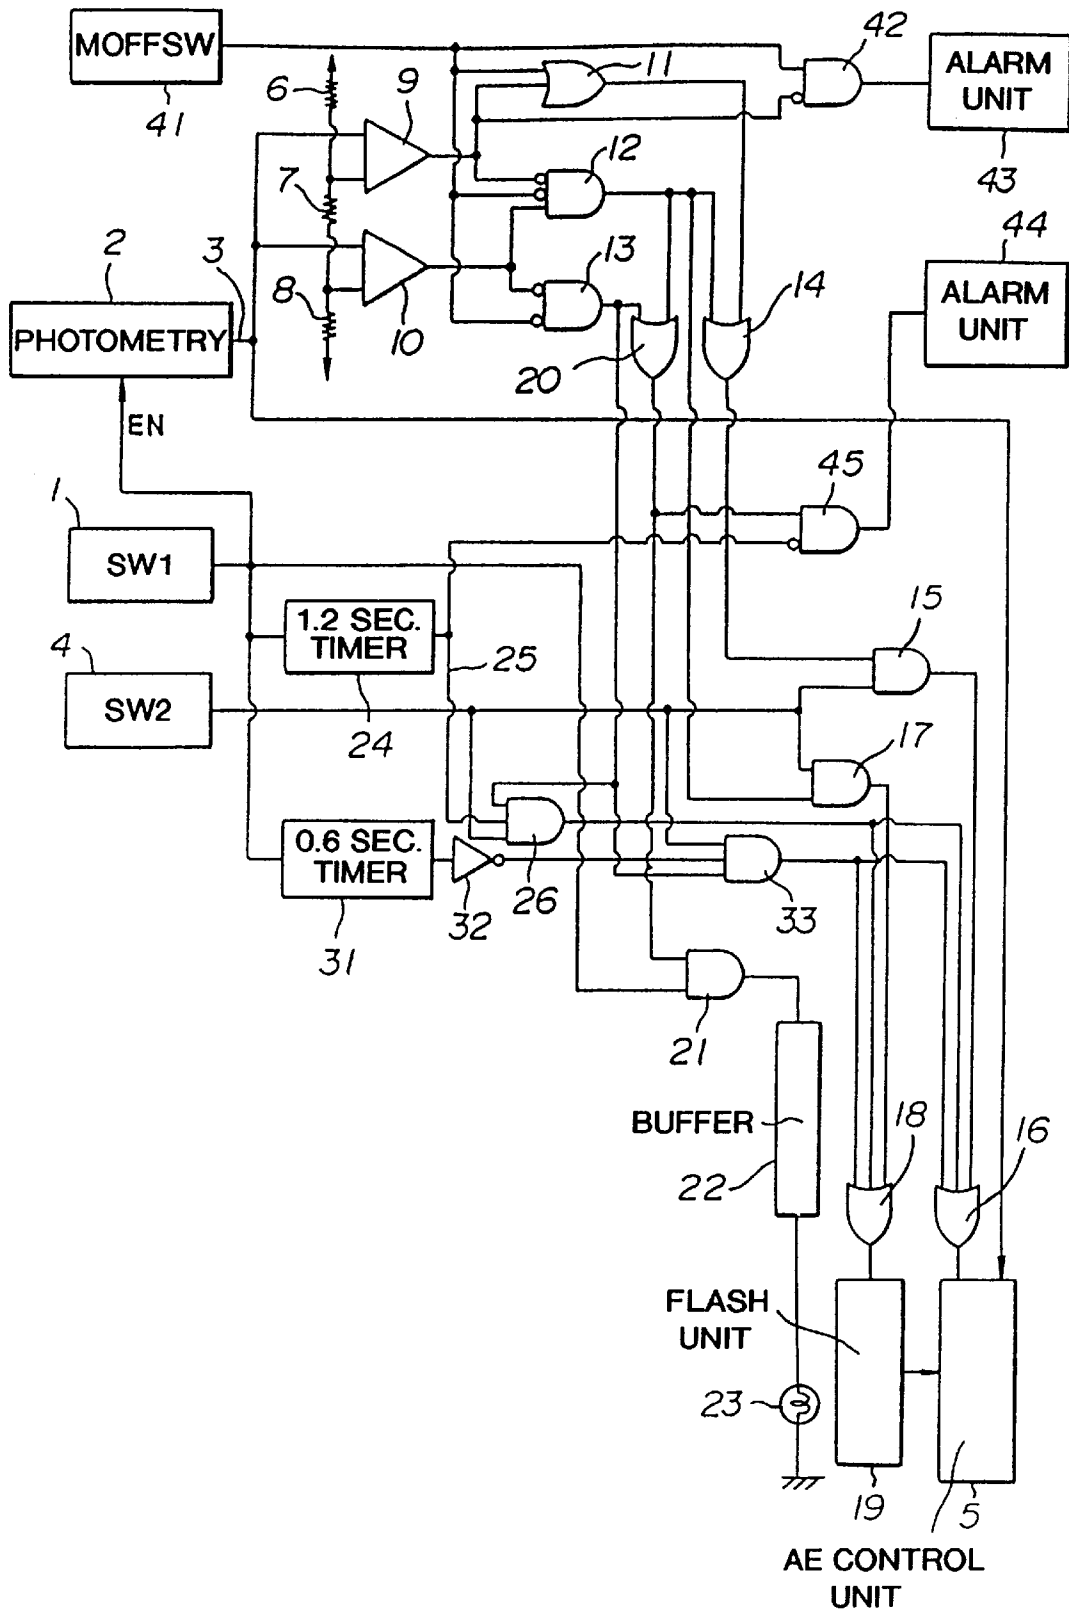 MOFFSW
41
6
9
11
42
ALARM
UNIT
43
12
7
2
3
PHOTOMETRY
8
10
13
14
44
ALARM
UNIT
20
EN
1
SW1
45
1.2 SEC.
TIMER
24
25
15
4
SW2
17
0.6 SEC.
TIMER
31
32
26
33
21
BUFFER
22
18
16
FLASH
UNIT
23
19
5
AE CONTROL
UNIT